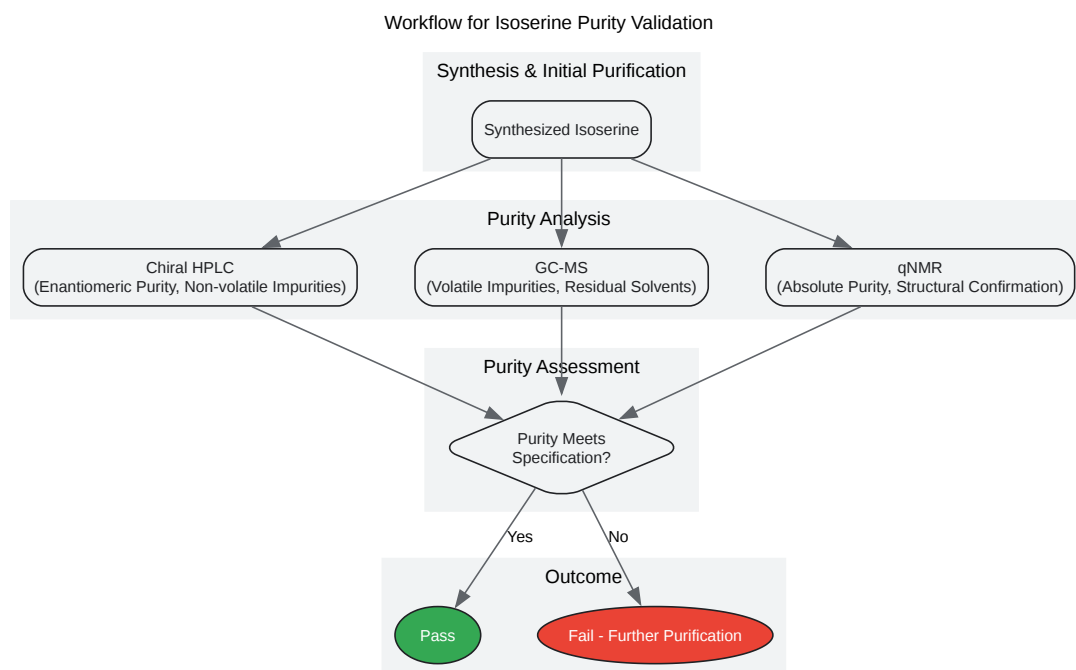 Workflow for Isoserine Purity Validation
Synthesis & Initial Purification
Synthesized Isoserine
Purity Analysis
Chiral HPLC
(Enantiomeric Purity, Non-volatile Impurities)
GC-MS
(Volatile Impurities, Residual Solvents)
qNMR
(Absolute Purity, Structural Confirmation)
Purity Assessment
Purity Meets
Specification?
Yes
No
Outcome
Pass
Fail - Further Purification